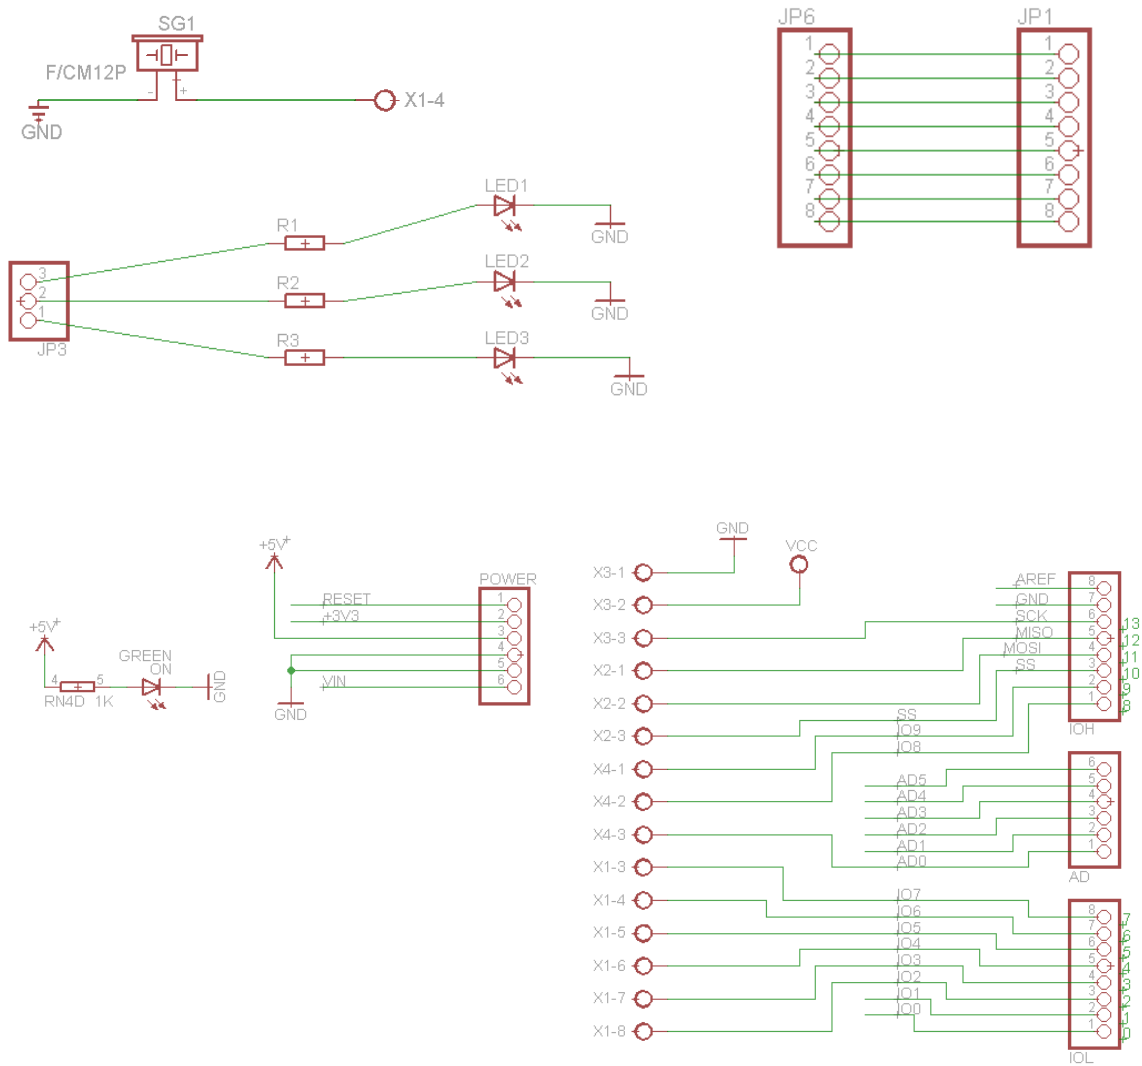 SG1
F/CM12P
- +
X1-4
GND
JP6
1
2
3
4
5
6
7
8
JP1
1
2
3
4
5
6
7
8
LED1
R1
GND
LED2
R2
GND
LED3
R3
GND
3
2
1
JP3
+5V
POWER
RESET
+3V3
VIN
1
2
3
4
5
6
GND
+5V
GREEN
ON
4 5
RN4D 1K
GND
GND
VCC
X3-1
X3-2
X3-3
X2-1
X2-2
X2-3
X4-1
X4-2
X4-3
X1-3
X1-4
X1-5
X1-6
X1-7
X1-8
AREF
GND
SCK
MISO
MOSI
SS
SS
IO9
IO8
8
7
6
5
4
3
2
1
13
12
11
10
9
8
IOH
AD5
AD4
AD3
AD2
AD1
AD0
6
5
4
3
2
1
AD
IO7
IO6
IO5
IO4
IO3
IO2
IO1
IO0
8
7
6
5
4
3
2
1
7
6
5
4
3
2
1
0
IOL